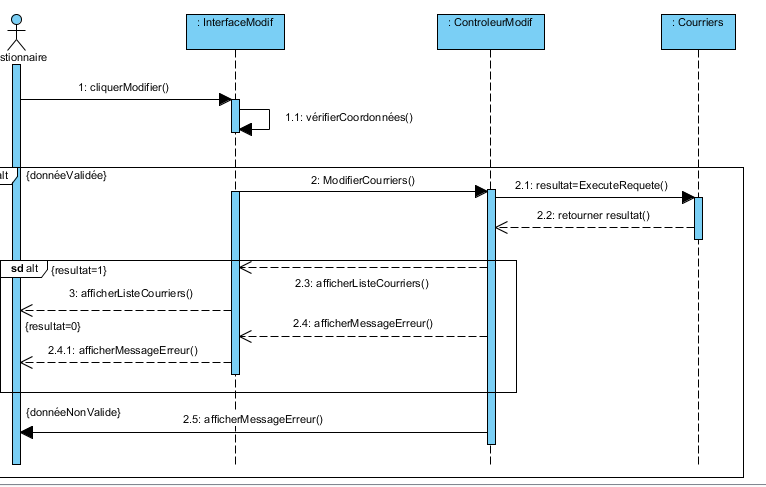 : InterfaceModif
: ControleurModif
: Courriers
stionnaire
1: cliquerModifier()
1.1: vérifierCoordonnées()
alt
{donnéeValidée}
2: ModifierCourriers()
2.1: resultat=ExecuteRequete()
2.2: retourner resultat()
sd alt
{resultat=1}
2.3: afficherListeCourriers()
3: afficherListeCourriers()
{resultat=0}
2.4: afficherMessageErreur()
2.4.1: afficherMessageErreur()
{donnéeNonValide}
2.5: afficherMessageErreur()